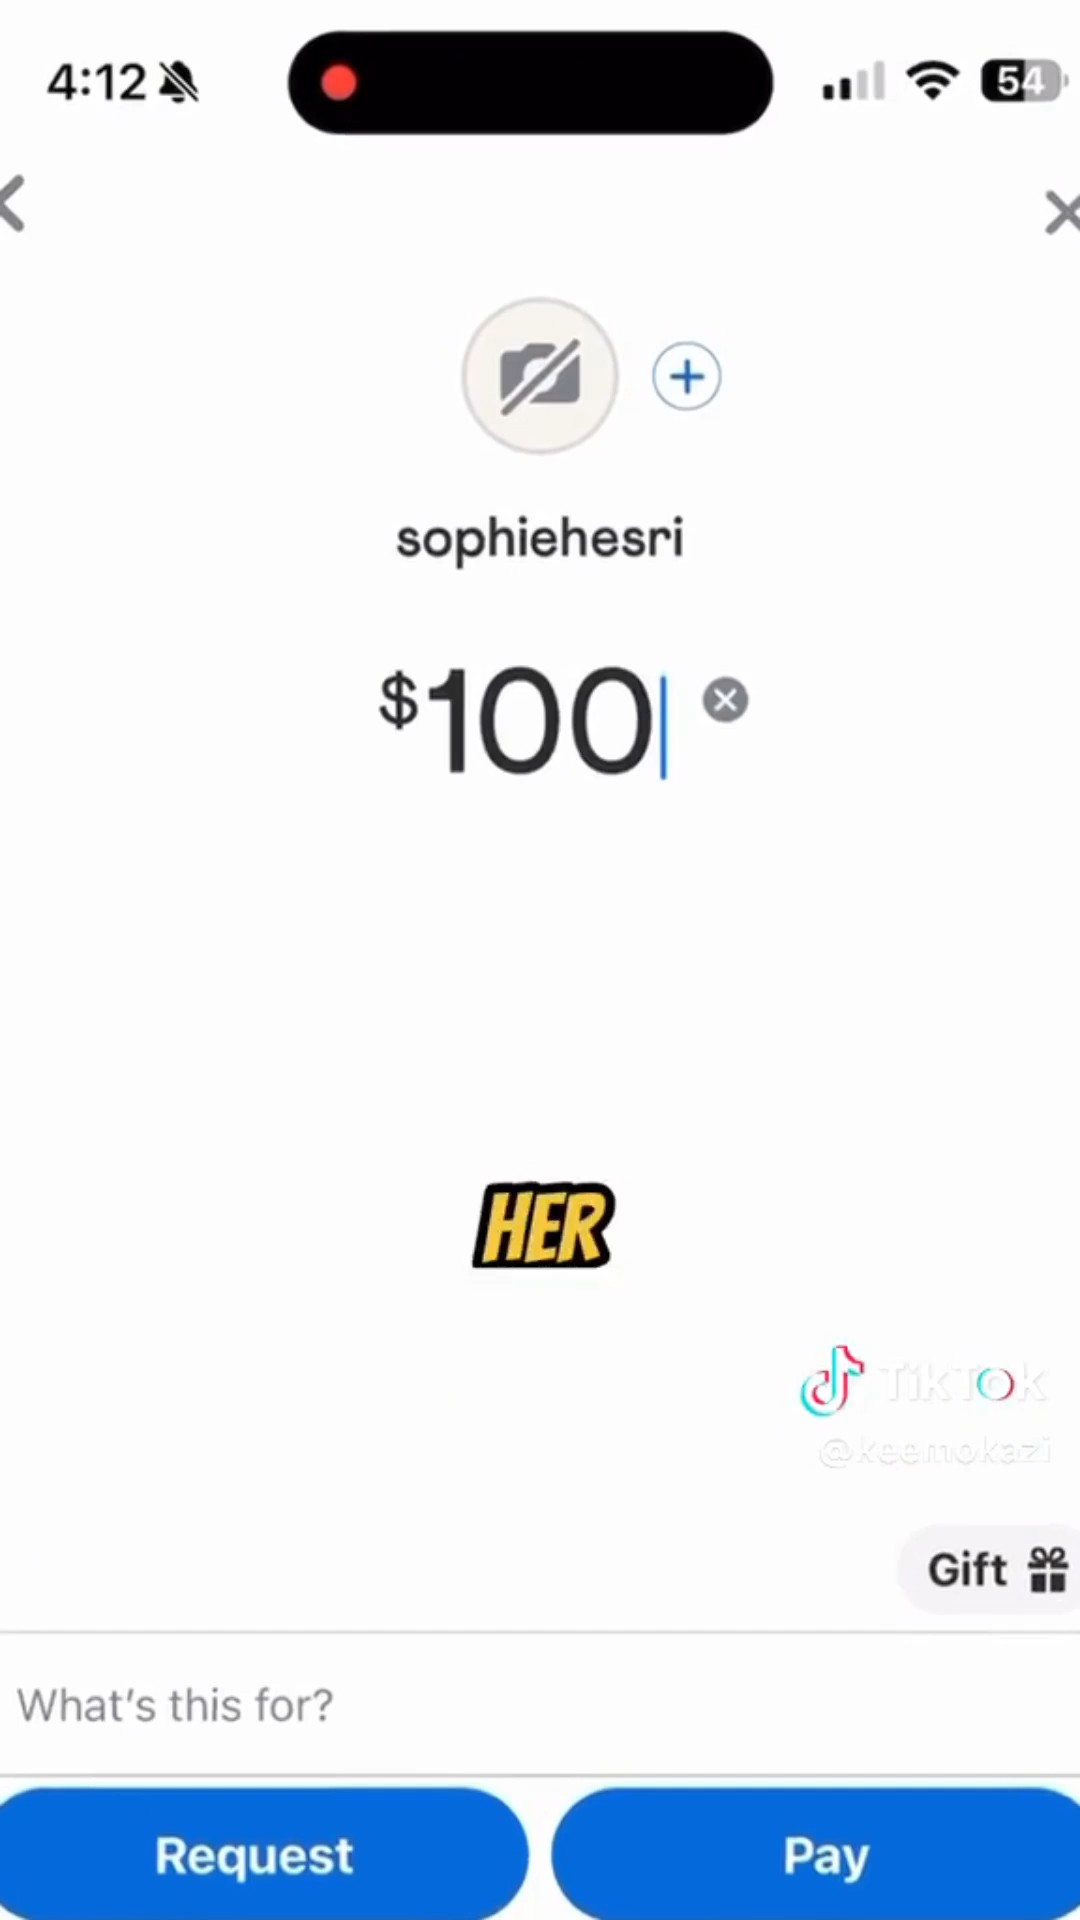 4:12
54
sophiehesri
$100
HER
TikTok
@keemokazi
Gift
What's this for?
Request
Pay